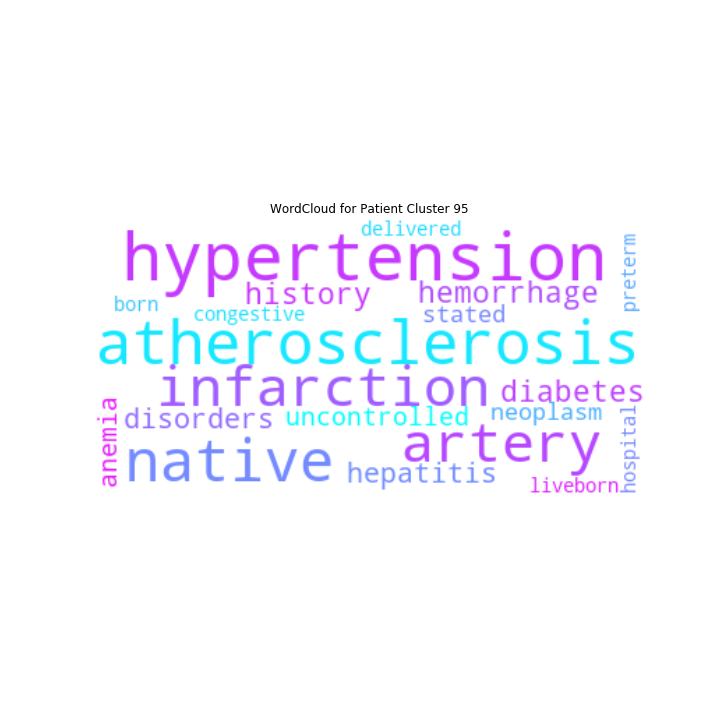 WordCloud for Patient Cluster 95
delivered
hypertension
preterm
history
hemorrhage
born
congestive
stated
atherosclerosis
infarction
diabetes
anemia
disorders
uncontrolled
neoplasm
hospital
native
artery
hepatitis
liveborn